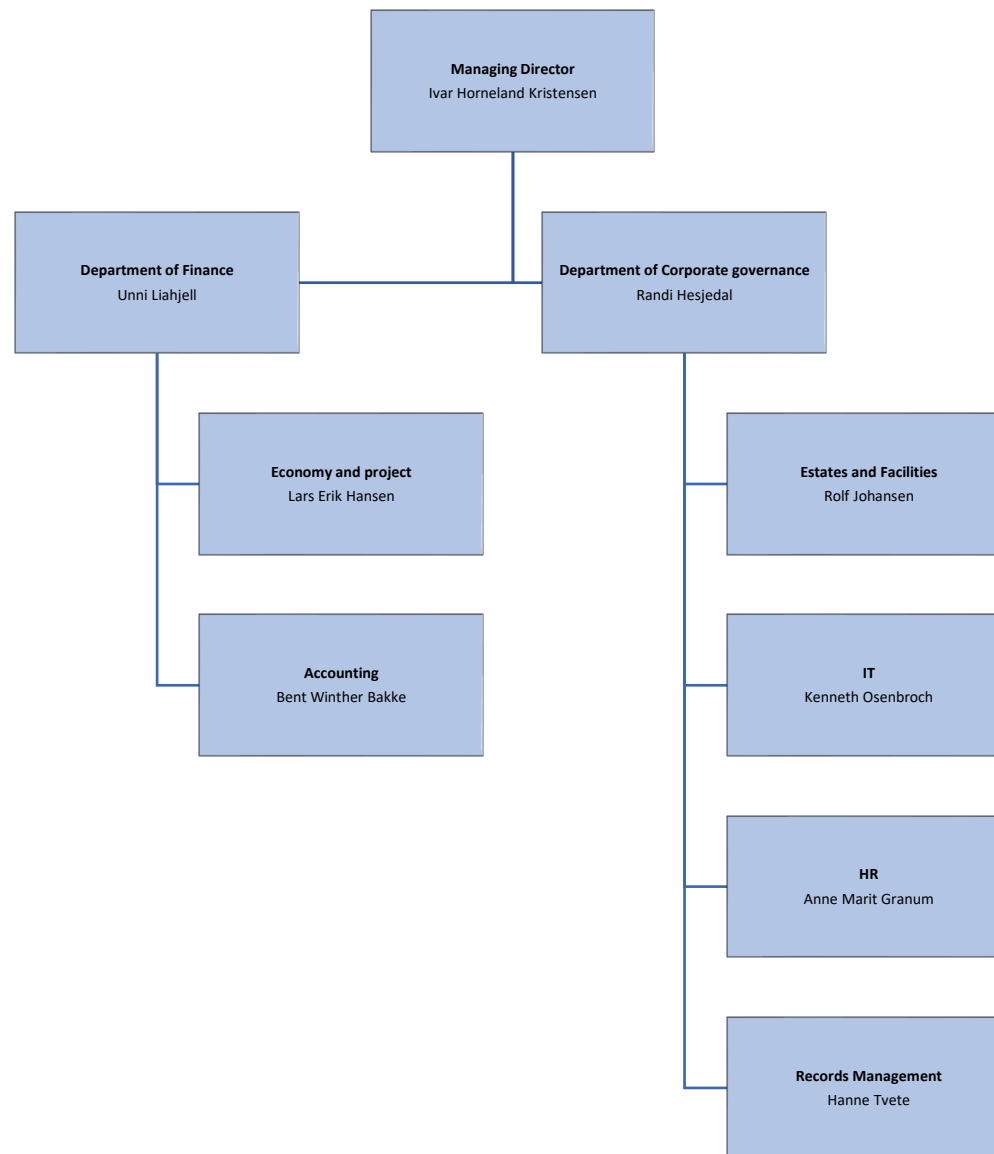 Managing Director
Ivar Horneland Kristensen
Department of Finance
Unni Liahjell
Department of Corporate governance
Randi Hesjedal
Economy and project
Lars Erik Hansen
Estates and Facilities
Rolf Johansen
Accounting
Bent Winther Bakke
IT
Kenneth Osenbroch
HR
Anne Marit Granum
Records Management
Hanne Tvete